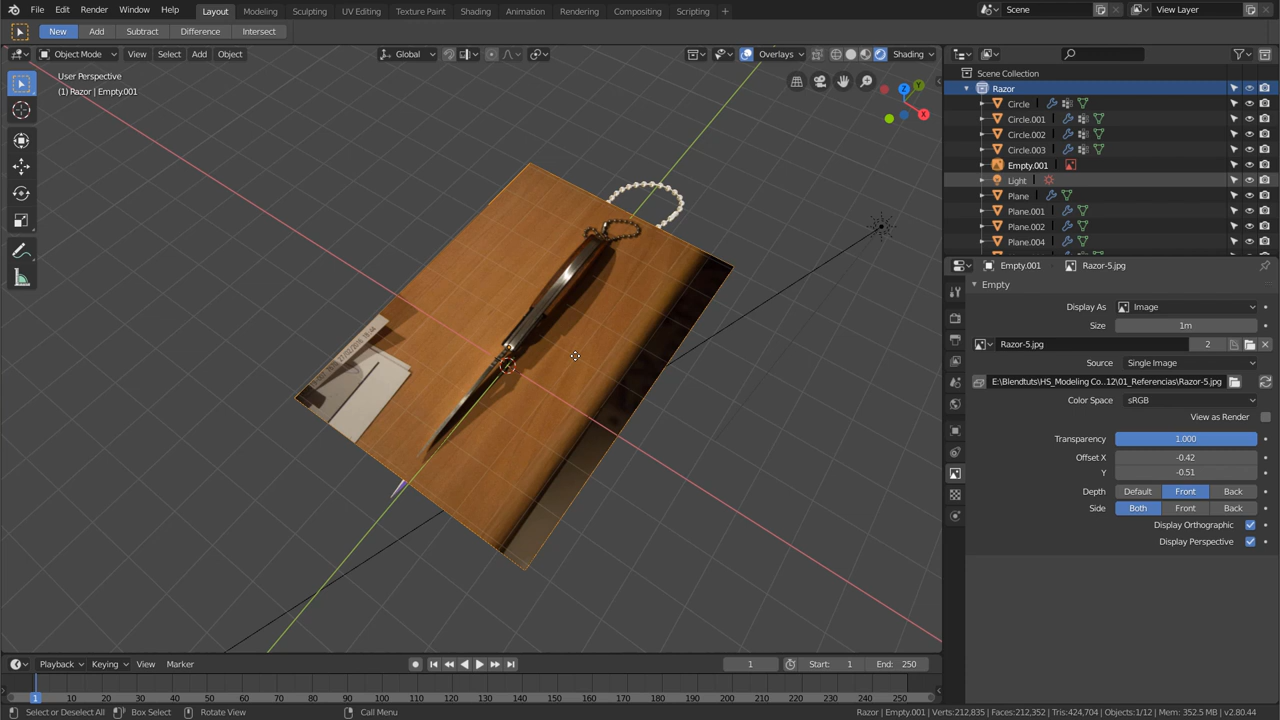 File Edit Render Window Help Layout Modeling Sculpting UV Editing Texture Paint Shading Animation Rendering Compositing Scripting Scene View Layer
New Add Subtract Difference Intersect
Object Mode View Select Add Object Global Overlays Shading
User Perspective
(1) Razor | Empty.001
Z
Y
X
Scene Collection
Razor
Circle
Circle.001
Circle.002
Circle.003
Empty.001
Light
Plane
Plane.001
Plane.002
Plane.004
Empty.001 Razor-5.jpg
Empty
Display As Image
Size 1m
Razor-5.jpg 2
Source Single Image
E:\Blendtuts\HS_Modeling Co..12\01_Referencias\Razor-5.jpg
Color Space sRGB
View as Render
Transparency 1.000
Offset X -0.42
Y -0.51
Depth Default Front Back
Side Both Front Back
Display Orthographic
Display Perspective
Playback Keying View Marker 1 Start: 1 End: 250
1 10 20 30 40 50 60 70 80 90 100 110 120 130 140 150 160 170 180 190 200 210 220 230 240 250
Select or Deselect All Box Select Rotate View Call Menu Razor | Empty.001 | Verts:212,835 | Faces:212,352 | Tris:424,704 | Objects:1/12 | Mem: 352.5 MB | v2.80.44